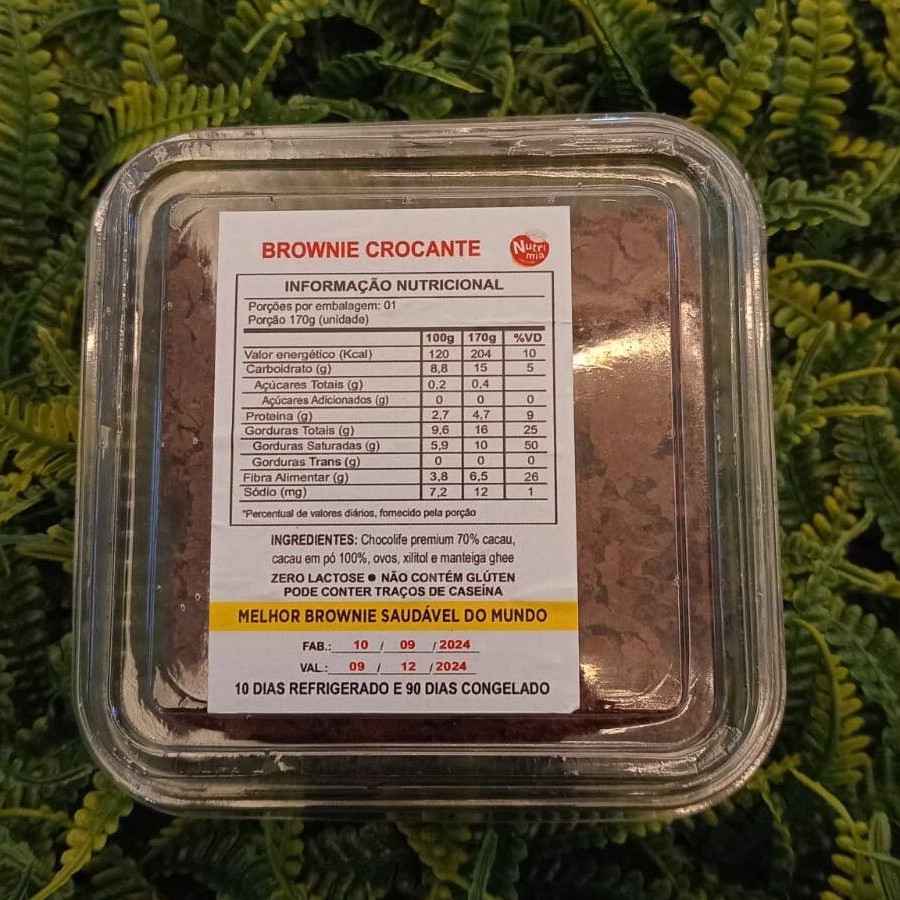 BROWNIE CROCANTE
Nutri
mia
INFORMAÇÃO NUTRICIONAL
Porções por embalagem: 01
Porção 170g (unidade)
100g 170g %VD
Valor energético (Kcal) 120 204 10
Carboidrato (g) 8,8 15 5
Açúcares Totais (g) 0,2 0,4
Açúcares Adicionados (g) 0 0 0
Proteína (g) 2,7 4,7 9
Gorduras Totais (g) 9,6 16 25
Gorduras Saturadas (g) 5,9 10 50
Gorduras Trans (g) 0 0 0
Fibra Alimentar (g) 3,8 6,5 26
Sódio (mg) 7,2 12 1
*Percentual de valores diários, fornecido pela porção
INGREDIENTES: Chocolife premium 70% cacau,
cacau em pó 100%, ovos, xilitol e manteiga ghee
ZERO LACTOSE ● NÃO CONTÉM GLÚTEN
PODE CONTER TRAÇOS DE CASEÍNA
MELHOR BROWNIE SAUDÁVEL DO MUNDO
FAB.: 10 / 09 / 2024
VAL.: 09 / 12 / 2024
10 DIAS REFRIGERADO E 90 DIAS CONGELADO